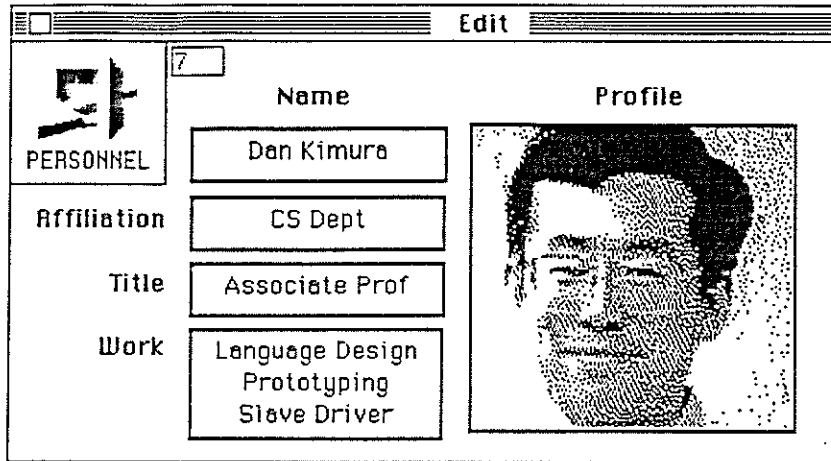 Edit
7
PERSONNEL
Name
Profile
Dan Kimura
Affiliation
CS Dept
Title
Associate Prof
Work
Language Design
Prototyping
Slave Driver